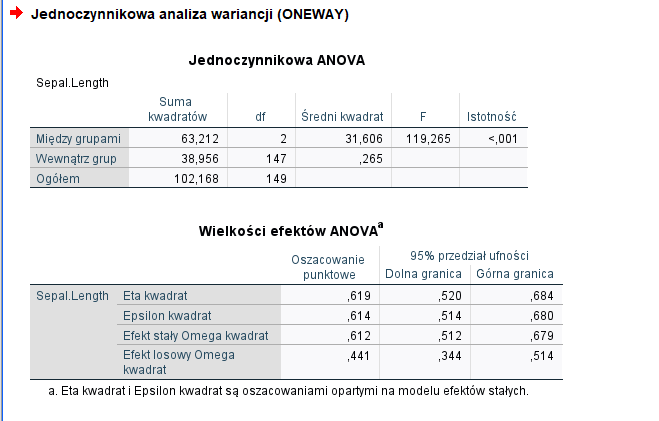 Jednoczynnikowa analiza wariancji (ONEWAY)
Jednoczynnikowa ANOVA
Sepal.Length
Suma kwadratów df Średni kwadrat F Istotność
Między grupami 63,212 2 31,606 119,265 <,001
Wewnątrz grup 38,956 147 ,265
Ogółem 102,168 149
Wielkości efektów ANOVAa
Oszacowanie punktowe 95% przedział ufności
Dolna granica Górna granica
Sepal.Length Eta kwadrat ,619 ,520 ,684
Epsilon kwadrat ,614 ,514 ,680
Efekt stały Omega kwadrat ,612 ,512 ,679
Efekt losowy Omega kwadrat ,441 ,344 ,514
a. Eta kwadrat i Epsilon kwadrat są oszacowaniami opartymi na modelu efektów stałych.